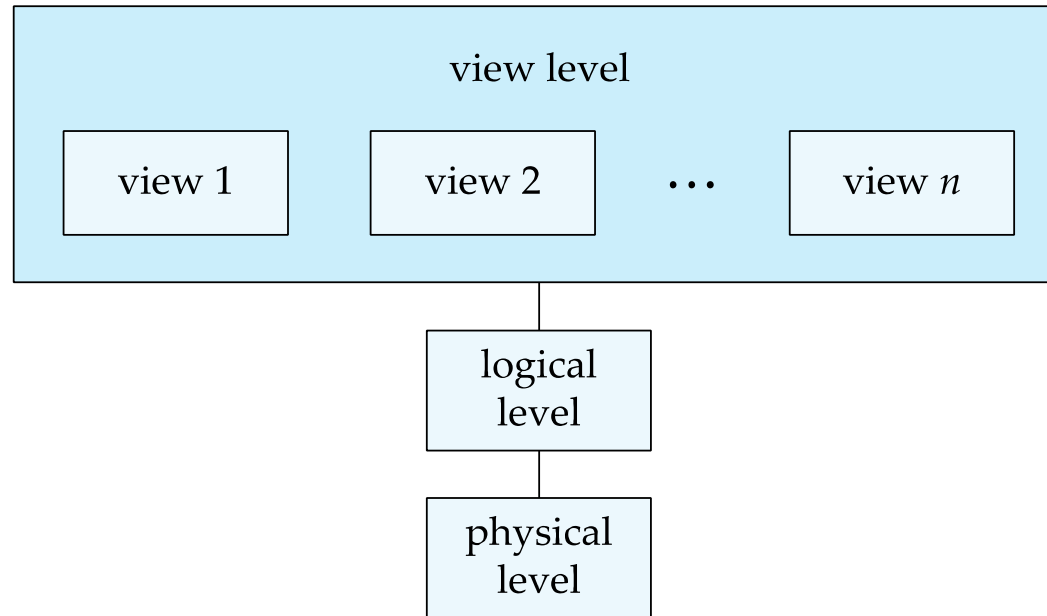 view level
view 1
view 2
...
view n
logical
level
physical
level